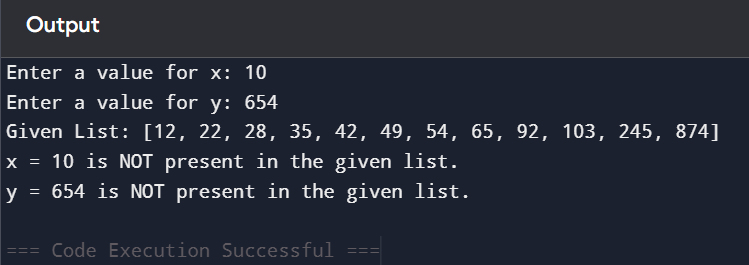 Output
Enter a value for x: 10
Enter a value for y: 654
Given List: [12, 22, 28, 35, 42, 49, 54, 65, 92, 103, 245, 874]
x = 10 is NOT present in the given list.
y = 654 is NOT present in the given list.
=== Code Execution Successful ===